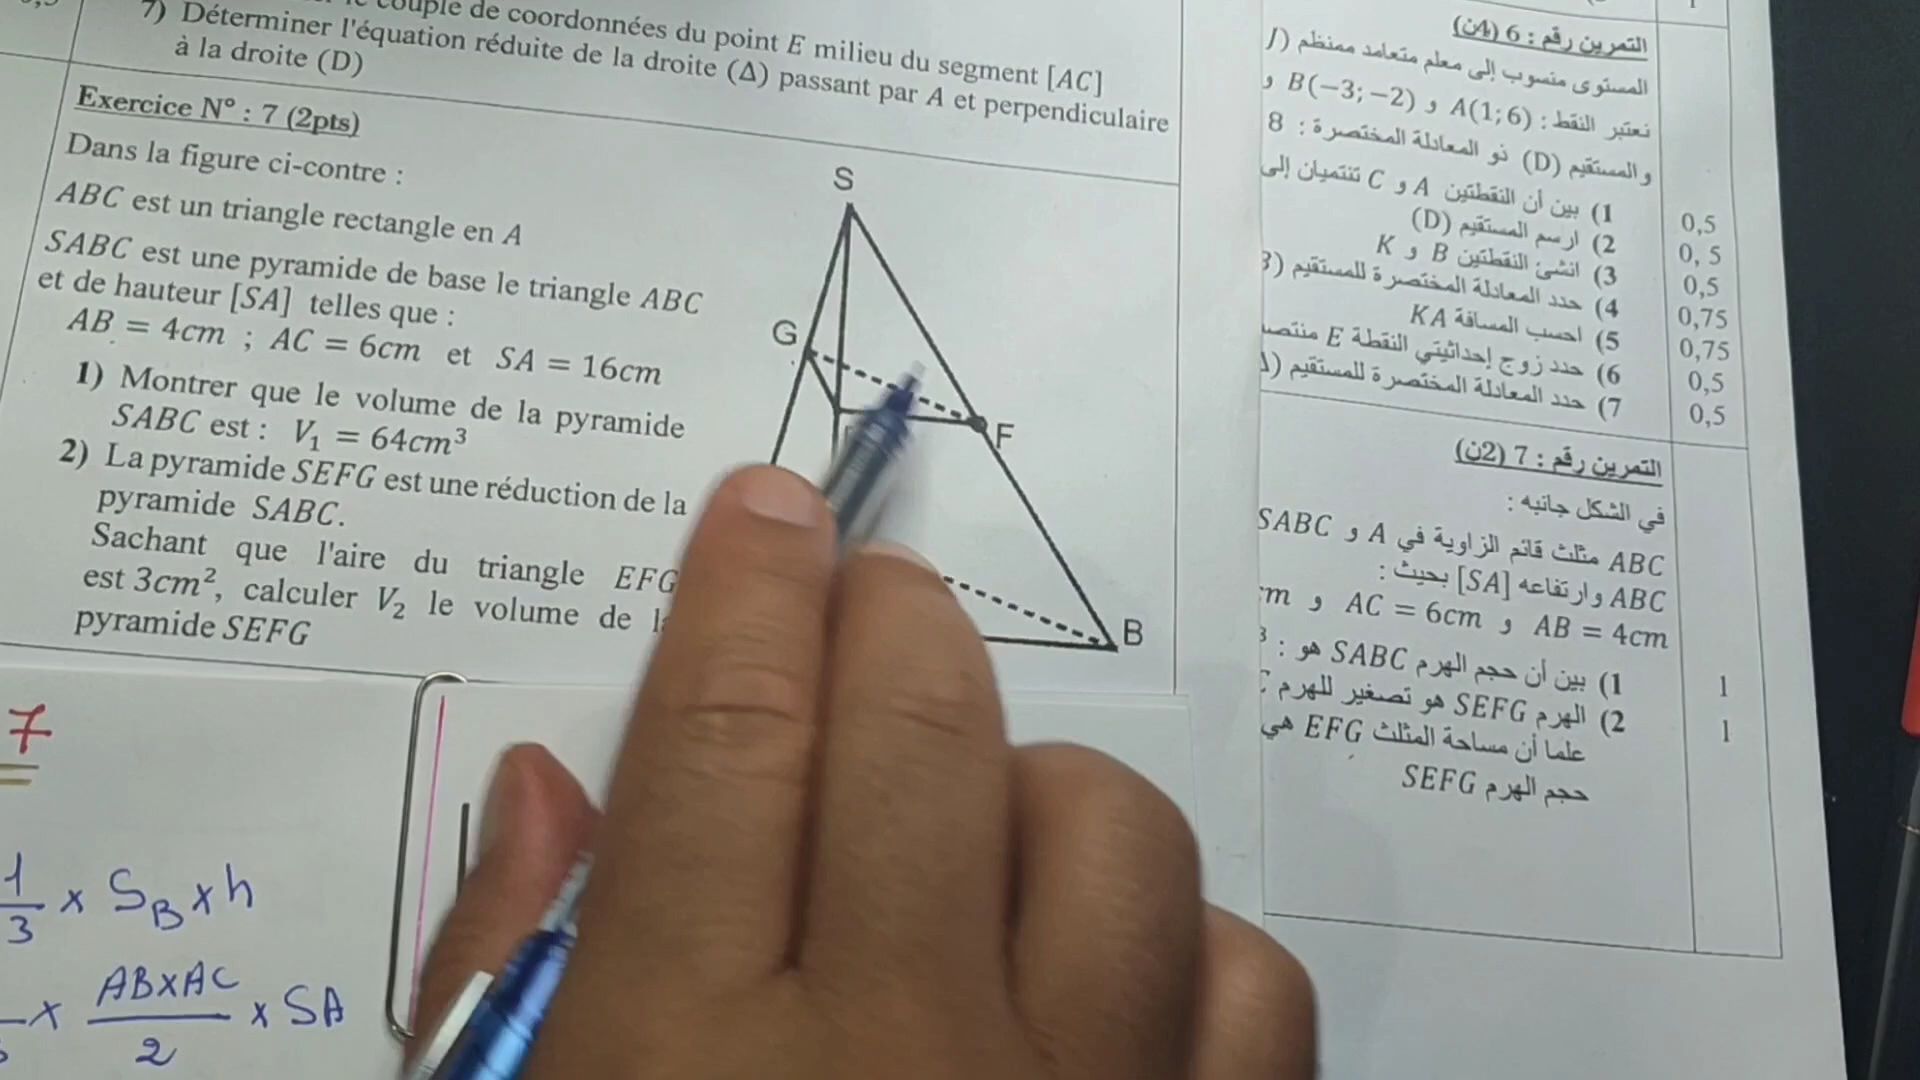 couple de coordonnées du point E milieu du segment [AC]
7) Déterminer l'équation réduite de la droite (Δ) passant par A et perpendiculaire
à la droite (D)
Exercice N° : 7 (2pts)
Dans la figure ci-contre :
ABC est un triangle rectangle en A
SABC est une pyramide de base le triangle ABC
et de hauteur [SA] telles que :
AB = 4cm ; AC = 6cm et SA = 16cm
1) Montrer que le volume de la pyramide
SABC est : V₁ = 64cm³
2) La pyramide SEFG est une réduction de la
pyramide SABC.
Sachant que l'aire du triangle EFG
est 3cm², calculer V₂ le volume de
pyramide SEFG
S
G
F
B
7
1/3 × S_B × h
× AB×AC/2 × SA
التمرين رقم : 6 (4ن)
المستوى منسوب إلى معلم متعامد ممنظم
نعتبر النقط : A(1;6) و B(−3;−2) و
والمستقيم (D) ذو المعادلة المختصرة : 8
1) بين أن النقطتين A و C تنتميان إلى
0,5
2) ارسم المستقيم (D)
0,5
3) انشئ النقطتين B و K
0,5
4) حدد المعادلة المختصرة للمستقيم
0,75
5) احسب المسافة KA
0,75
6) حدد زوج إحداثيتي النقطة E
0,5
7) حدد المعادلة المختصرة للمستقيم
0,5
التمرين رقم : 7 (2ن)
في الشكل جانبه :
ABC مثلث قائم الزاوية في A و SABC
ABC وارتفاعه [SA] بحيث :
AB = 4cm و AC = 6cm و
1) بين أن حجم الهرم SABC هو :
1
2) الهرم SEFG هو تصغير للهرم
1
علما أن مساحة المثلث EFG هي
حجم الهرم SEFG